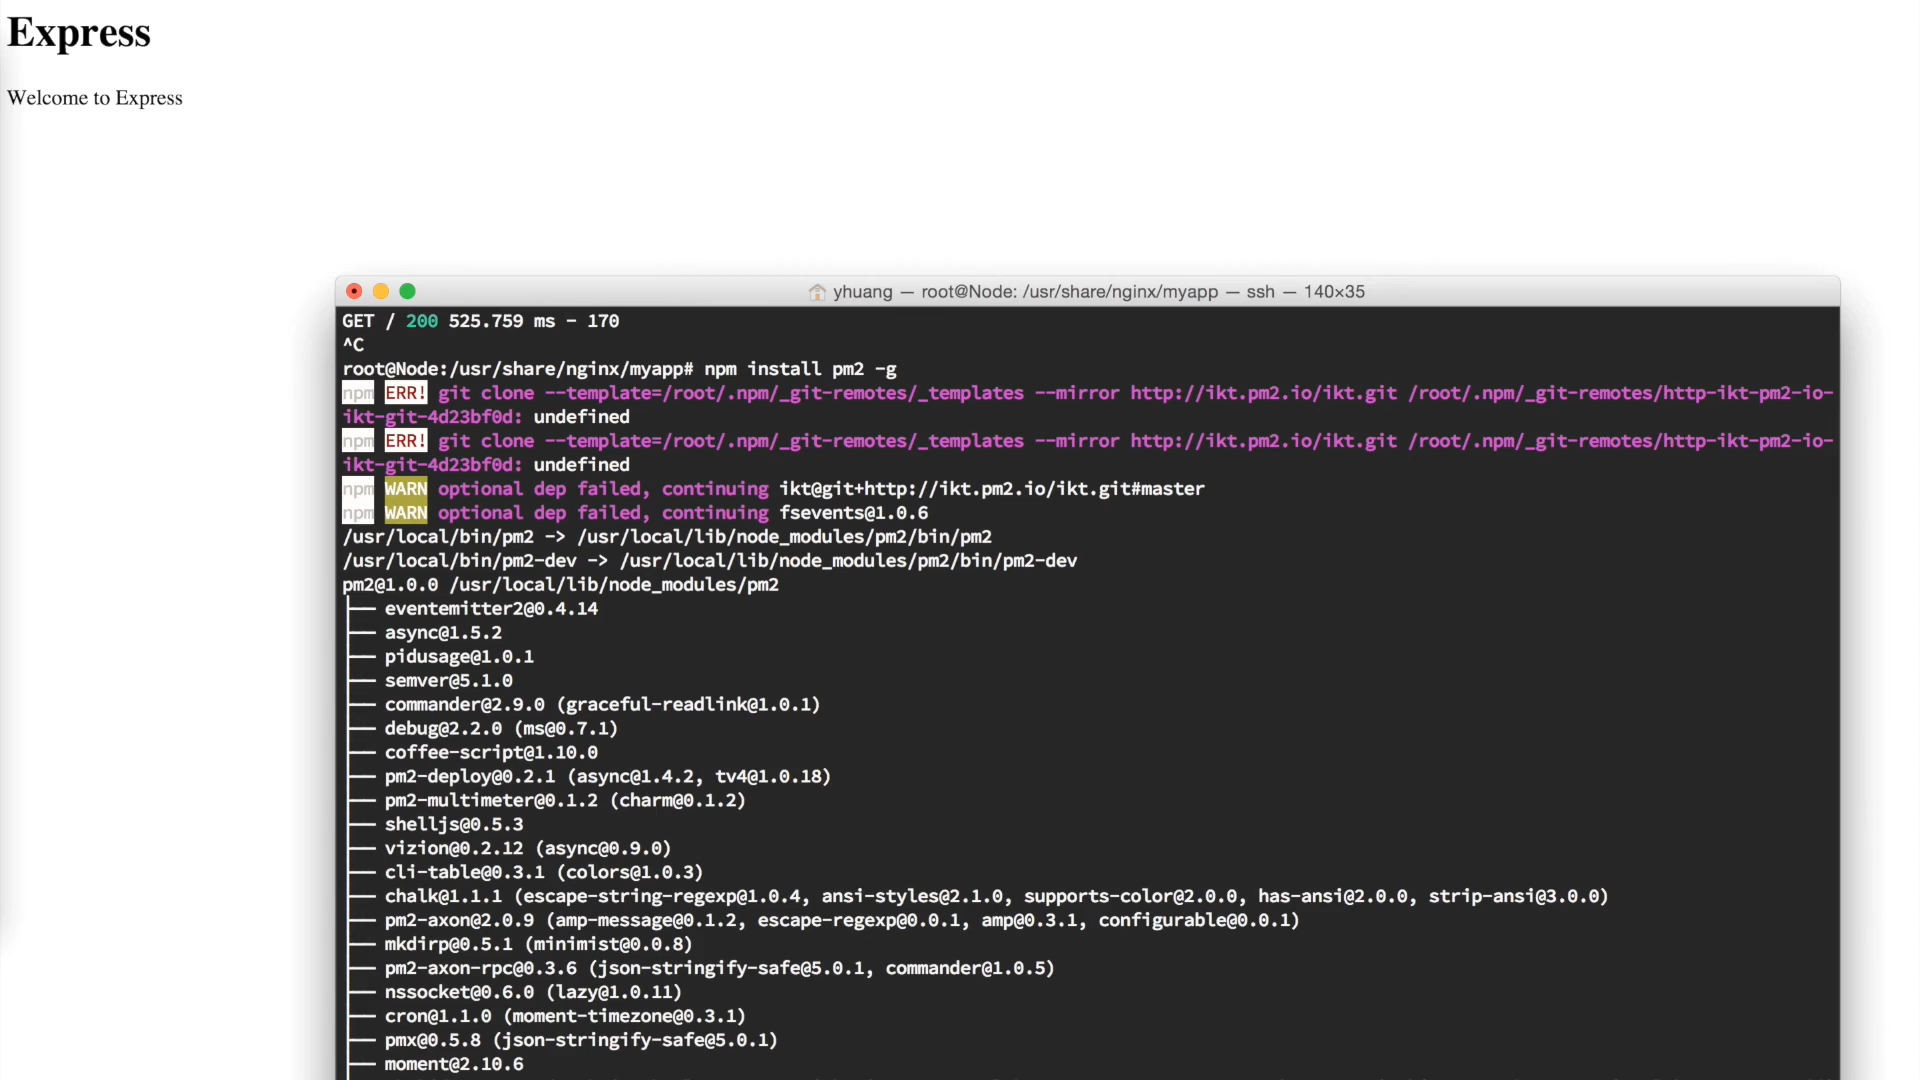 Express
Welcome to Express
yhuang — root@Node: /usr/share/nginx/myapp — ssh — 140×35
GET / 200 525.759 ms - 170
^C
root@Node:/usr/share/nginx/myapp# npm install pm2 -g
npm ERR! git clone --template=/root/.npm/_git-remotes/_templates --mirror http://ikt.pm2.io/ikt.git /root/.npm/_git-remotes/http-ikt-pm2-io-
ikt-git-4d23bf0d: undefined
npm ERR! git clone --template=/root/.npm/_git-remotes/_templates --mirror http://ikt.pm2.io/ikt.git /root/.npm/_git-remotes/http-ikt-pm2-io-
ikt-git-4d23bf0d: undefined
npm WARN optional dep failed, continuing ikt@git+http://ikt.pm2.io/ikt.git#master
npm WARN optional dep failed, continuing fsevents@1.0.6
/usr/local/bin/pm2 -> /usr/local/lib/node_modules/pm2/bin/pm2
/usr/local/bin/pm2-dev -> /usr/local/lib/node_modules/pm2/bin/pm2-dev
pm2@1.0.0 /usr/local/lib/node_modules/pm2
├── eventemitter2@0.4.14
├── async@1.5.2
├── pidusage@1.0.1
├── semver@5.1.0
├── commander@2.9.0 (graceful-readlink@1.0.1)
├── debug@2.2.0 (ms@0.7.1)
├── coffee-script@1.10.0
├── pm2-deploy@0.2.1 (async@1.4.2, tv4@1.0.18)
├── pm2-multimeter@0.1.2 (charm@0.1.2)
├── shelljs@0.5.3
├── vizion@0.2.12 (async@0.9.0)
├── cli-table@0.3.1 (colors@1.0.3)
├── chalk@1.1.1 (escape-string-regexp@1.0.4, ansi-styles@2.1.0, supports-color@2.0.0, has-ansi@2.0.0, strip-ansi@3.0.0)
├── pm2-axon@2.0.9 (amp-message@0.1.2, escape-regexp@0.0.1, amp@0.3.1, configurable@0.0.1)
├── mkdirp@0.5.1 (minimist@0.0.8)
├── pm2-axon-rpc@0.3.6 (json-stringify-safe@5.0.1, commander@1.0.5)
├── nssocket@0.6.0 (lazy@1.0.11)
├── cron@1.1.0 (moment-timezone@0.3.1)
├── pmx@0.5.8 (json-stringify-safe@5.0.1)
├── moment@2.10.6